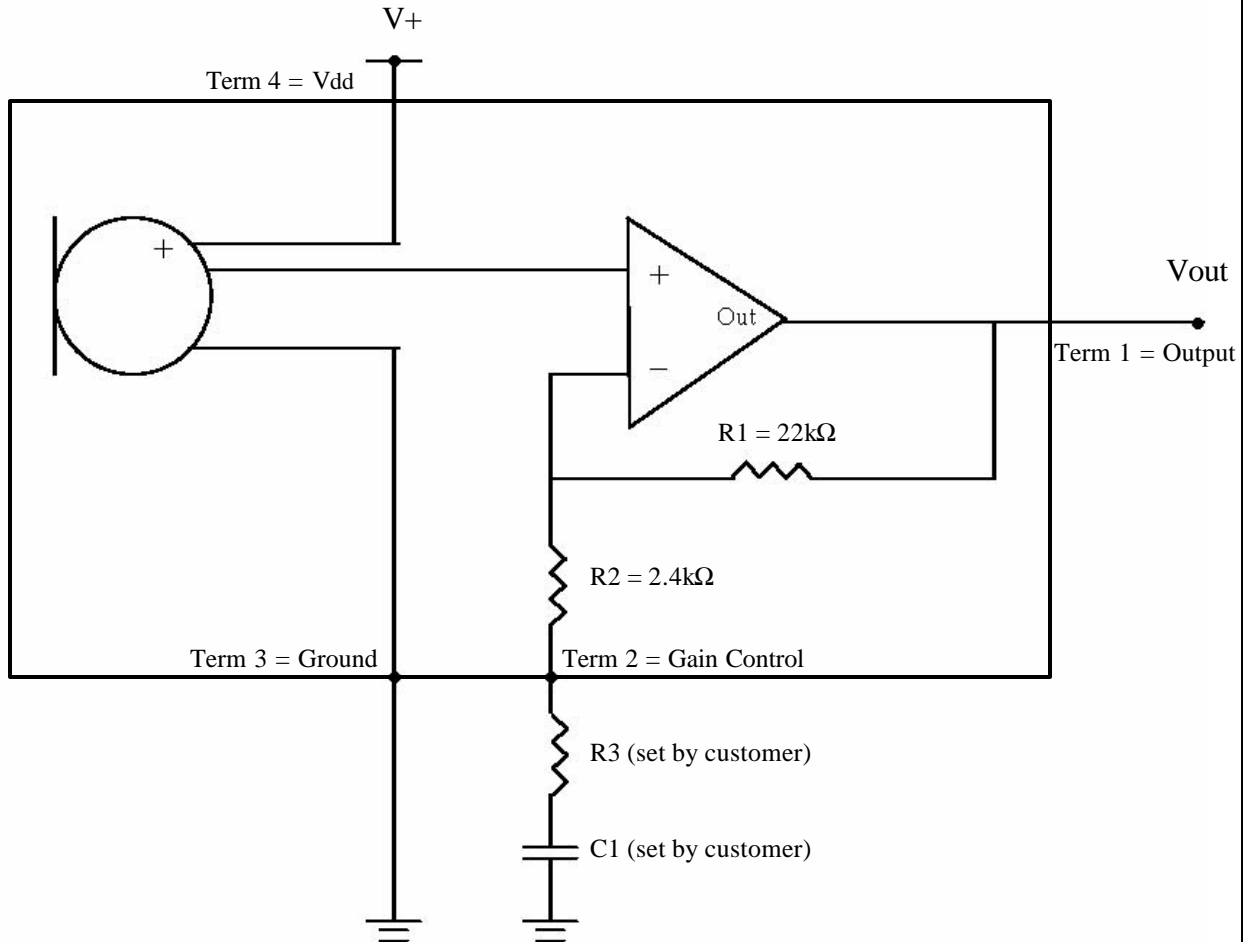 V+
Term 4 = Vdd
+
+
Vout
Out
Term 1 = Output
−
R1 = 22kΩ
R2 = 2.4kΩ
Term 3 = Ground
Term 2 = Gain Control
R3 (set by customer)
C1 (set by customer)